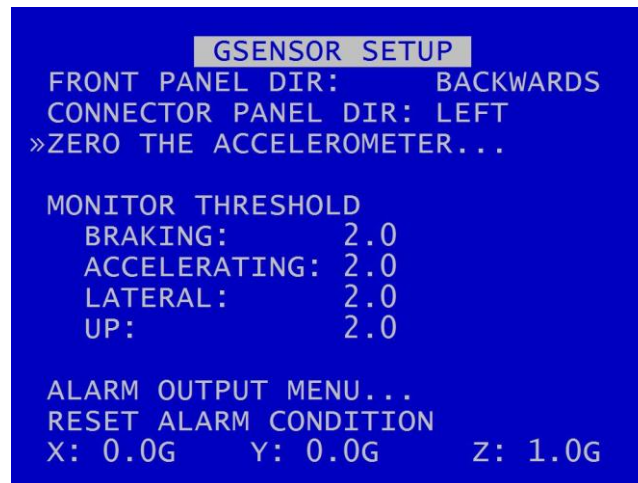 GSENSOR SETUP
FRONT PANEL DIR: BACKWARDS
CONNECTOR PANEL DIR: LEFT
»ZERO THE ACCELEROMETER...
MONITOR THRESHOLD
BRAKING: 2.0
ACCELERATING: 2.0
LATERAL: 2.0
UP: 2.0
ALARM OUTPUT MENU...
RESET ALARM CONDITION
X: 0.0G Y: 0.0G Z: 1.0G